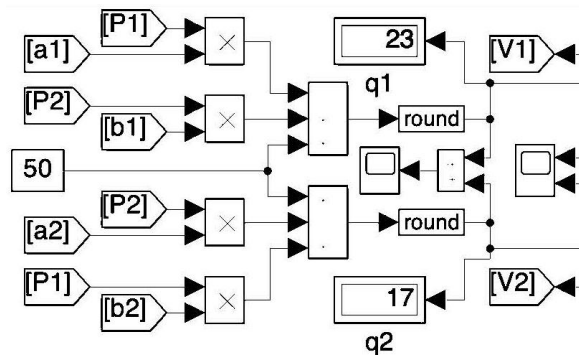 [P1]
[a1]
23
[V1]
q1
[P2]
[b1]
round
50
[P2]
[a2]
round
[P1]
[b2]
17
[V2]
q2